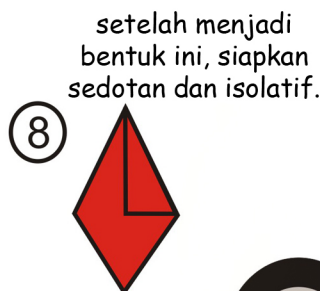 setelah menjadi
bentuk ini, siapkan
sedotan dan isolatif.
8